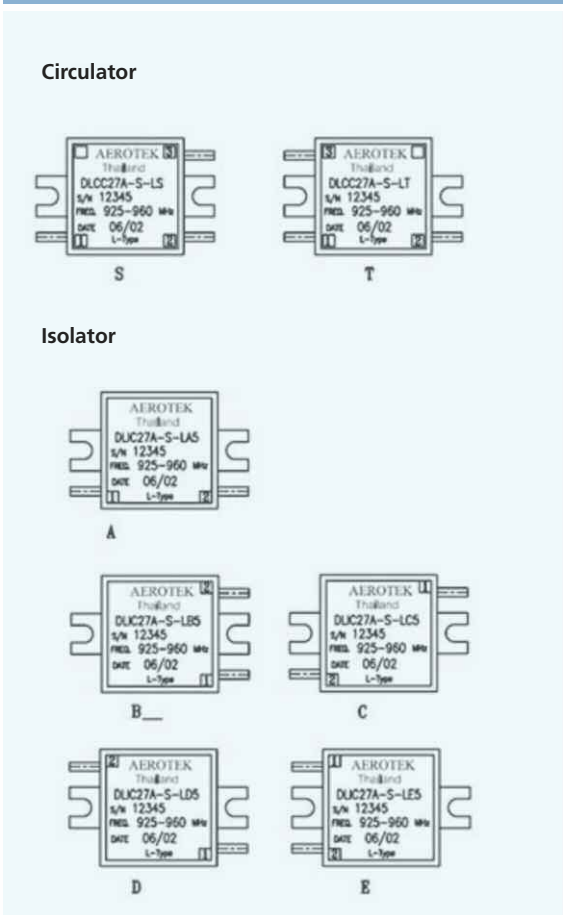 Circulator
AEROTEK 3
Thailand
DLCC27A-S-LS
S/N 12345
FREQ. 925-960 MHz
DATE 06/02
1 L-Type 2
S
3 AEROTEK
Thailand
DLCC27A-S-LT
S/N 12345
FREQ. 925-960 MHz
DATE 06/02
1 L-Type 2
T
Isolator
AEROTEK
Thailand
DLIC27A-S-LA5
S/N 12345
FREQ. 925-960 MHz
DATE 06/02
1 L-Type 2
A
AEROTEK 2
Thailand
DLIC27A-S-LB5
S/N 12345
FREQ. 925-960 MHz
DATE 06/02
L-Type 1
B__
AEROTEK 1
Thailand
DLIC27A-S-LC5
S/N 12345
FREQ. 925-960 MHz
DATE 06/02
2 L-Type
C
2 AEROTEK
Thailand
DLIC27A-S-LD5
S/N 12345
FREQ. 925-960 MHz
DATE 06/02
L-Type 1
D
1 AEROTEK
Thailand
DLIC27A-S-LE5
S/N 12345
FREQ. 925-960 MHz
DATE 06/02
2 L-Type
E